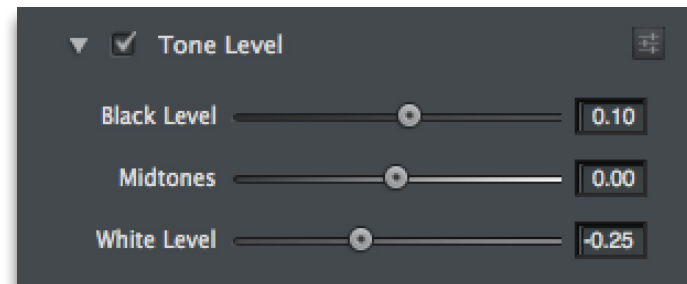 Tone Level
Black Level 0.10
Midtones 0.00
White Level -0.25